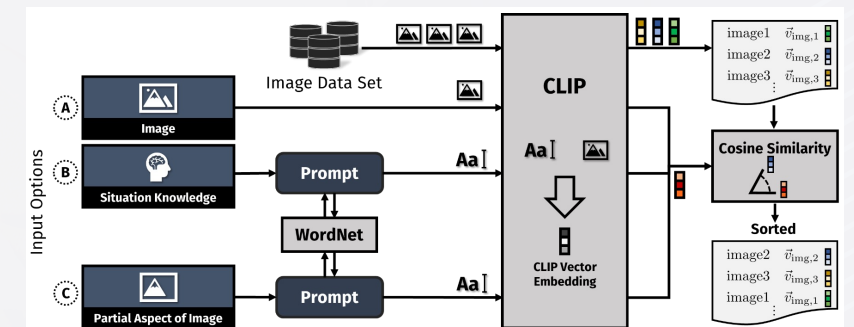 Image Data Set
CLIP
image1 v⃗img,1
image2 v⃗img,2
image3 v⃗img,3
⋮
Input Options
A
Image
B
Situation Knowledge
Prompt
Aa
WordNet
C
Partial Aspect of Image
Prompt
Aa
Aa
CLIP Vector
Embedding
Cosine Similarity
Sorted
image2 v⃗img,2
image3 v⃗img,3
image1 v⃗img,1
⋮